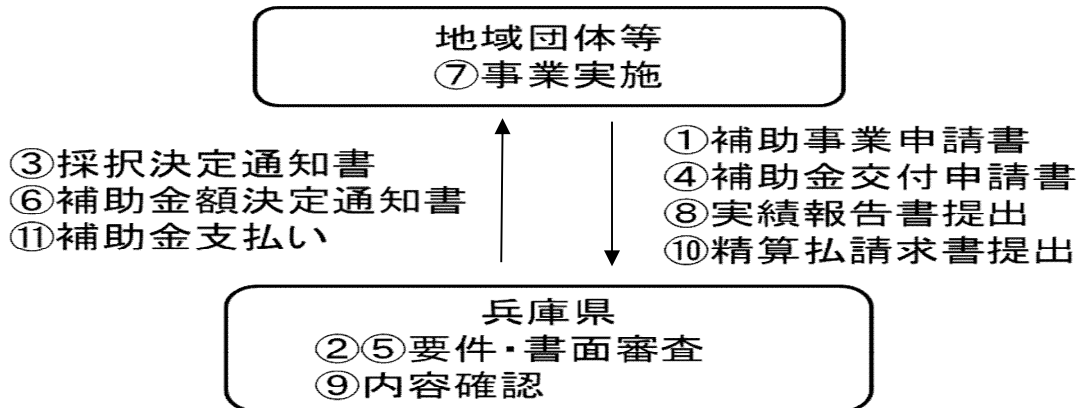 地域団体等
⑦事業実施
③採択決定通知書
⑥補助金額決定通知書
⑪補助金支払い
①補助事業申請書
④補助金交付申請書
⑧実績報告書提出
⑩精算払請求書提出
兵庫県
②⑤要件・書面審査
⑨内容確認